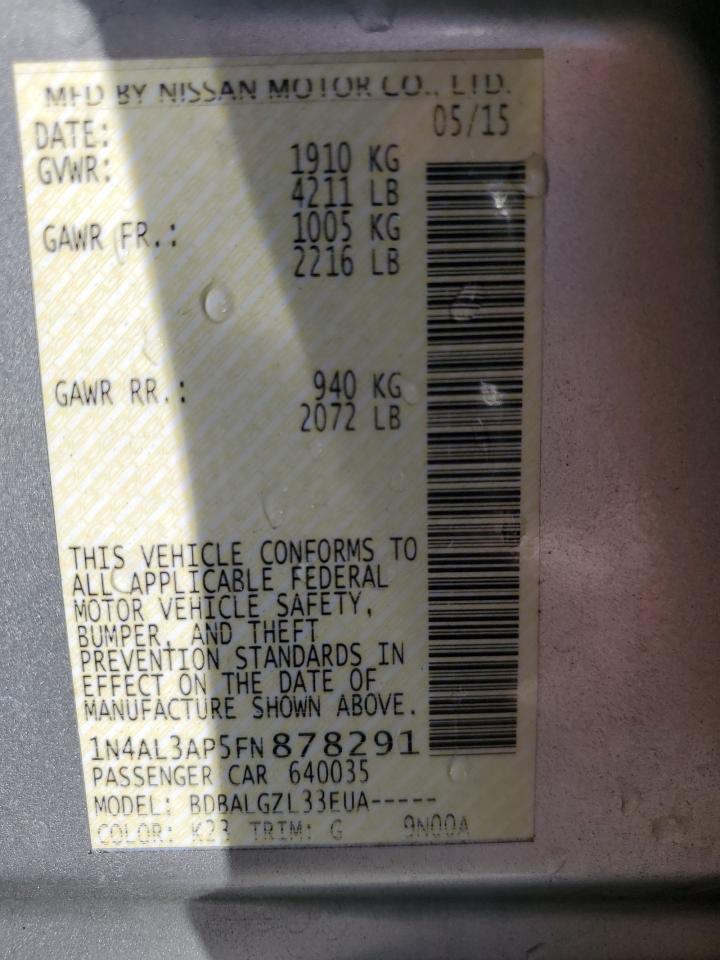 MFD BY NISSAN MOTOR CO., LTD.
DATE: 05/15
GVWR: 1910 KG
4211 LB
GAWR FR.: 1005 KG
2216 LB
GAWR RR.: 940 KG
2072 LB
THIS VEHICLE CONFORMS TO
ALL APPLICABLE FEDERAL
MOTOR VEHICLE SAFETY,
BUMPER, AND THEFT
PREVENTION STANDARDS IN
EFFECT ON THE DATE OF
MANUFACTURE SHOWN ABOVE.
1N4AL3AP5FN878291
PASSENGER CAR 640035
MODEL: BDBALGZL33EUA-----
COLOR: K23 TRIM: G 9N00A